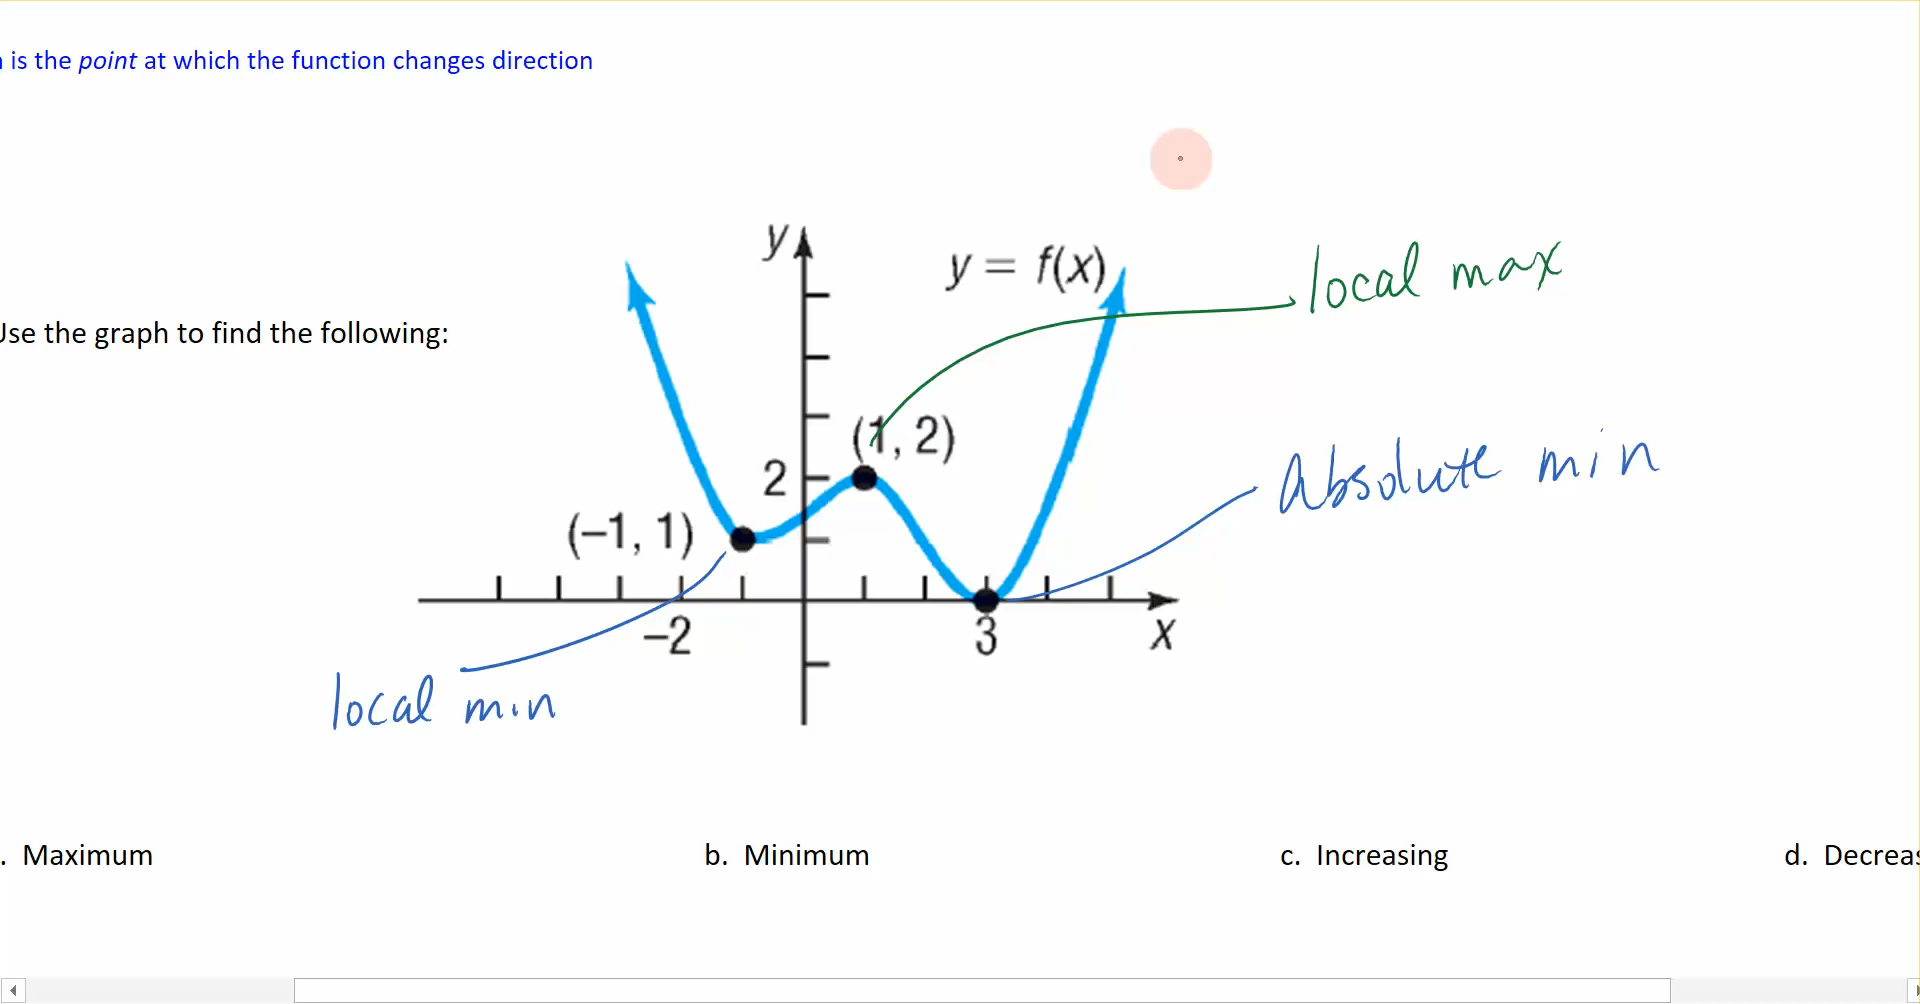 is the point at which the function changes direction
y
y = f(x)
local max
Use the graph to find the following:
(1, 2)
absolute min
2
(–1, 1)
–2
3
x
local min
. Maximum
b. Minimum
c. Increasing
d. Decreas